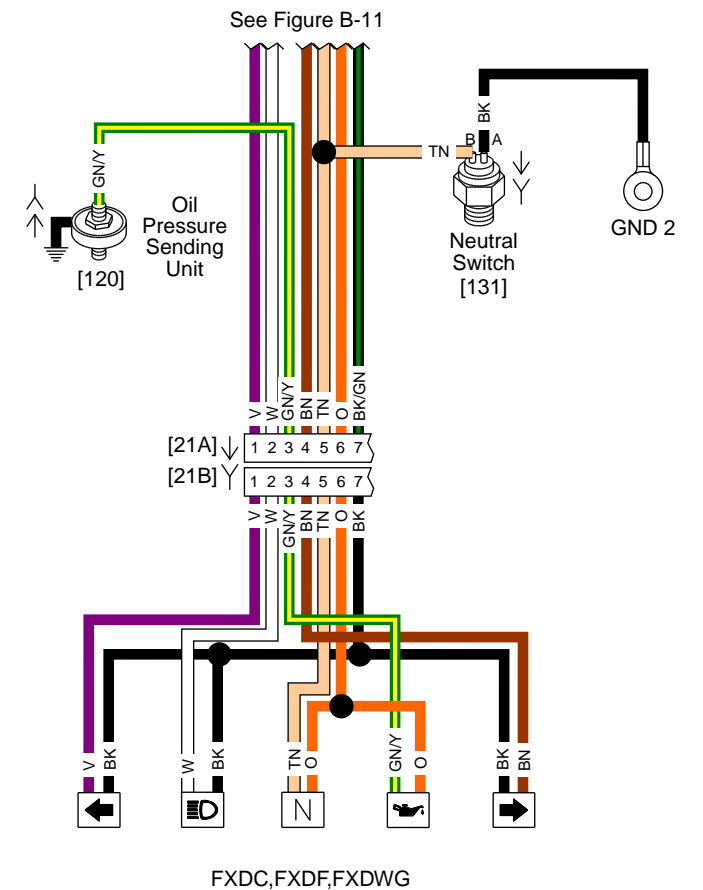 See Figure B-11
GN/Y
Oil
Pressure
Sending
Unit
[120]
TN
B
A
BK
Neutral
Switch
[131]
GND 2
V
W
GN/Y
BN
TN
O
BK/GN
[21A]
1 2 3 4 5 6 7
[21B]
1 2 3 4 5 6 7
V
W
GN/Y
BN
TN
O
BK
V
BK
W
BK
TN
O
GN/Y
O
BK
BN
N
FXDC,FXDF,FXDWG